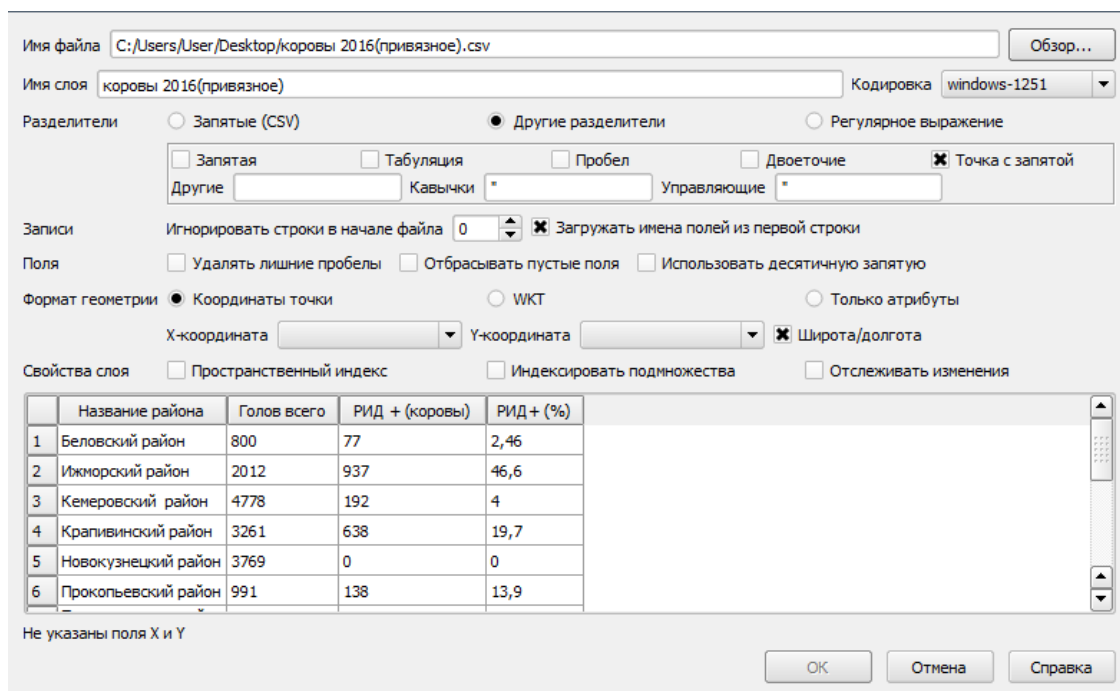 Имя файла C:/Users/User/Desktop/коровы 2016(привязное).csv Обзор...
Имя слоя коровы 2016(привязное) Кодировка windows-1251
Разделители Запятые (CSV) Другие разделители Регулярное выражение
Запятая Табуляция Пробел Двоеточие Точка с запятой
Другие Кавычки " Управляющие "
Записи Игнорировать строки в начале файла 0 Загружать имена полей из первой строки
Поля Удалять лишние пробелы Отбрасывать пустые поля Использовать десятичную запятую
Формат геометрии Координаты точки WKT Только атрибуты
X-координата Y-координата Широта/долгота
Свойства слоя Пространственный индекс Индексировать подмножества Отслеживать изменения
Название района Голов всего РИД + (коровы) РИД+ (%)
1 Беловский район 800 77 2,46
2 Ижморский район 2012 937 46,6
3 Кемеровский район 4778 192 4
4 Крапивинский район 3261 638 19,7
5 Новокузнецкий район 3769 0 0
6 Прокопьевский район 991 138 13,9
Не указаны поля X и Y
OK Отмена Справка